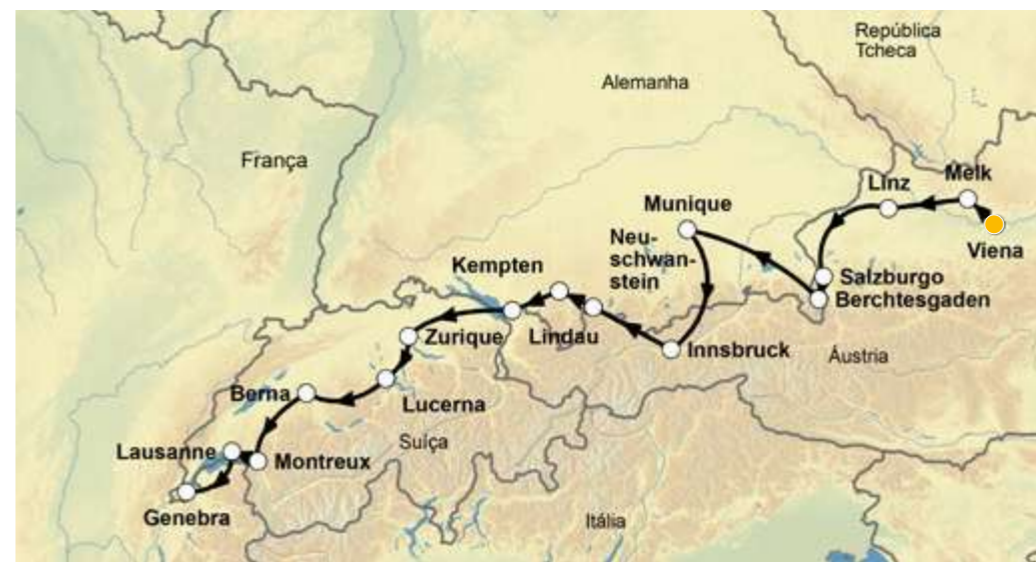 República
Tcheca
Alemanha
França
Melk
Linz
Munique
Viena
Neu-
schwan-
stein
Kempten
Salzburgo
Berchtesgaden
Zurique
Lindau
Innsbruck
Áustria
Berna
Lucerna
Suíça
Lausanne
Montreux
Genebra
Itália